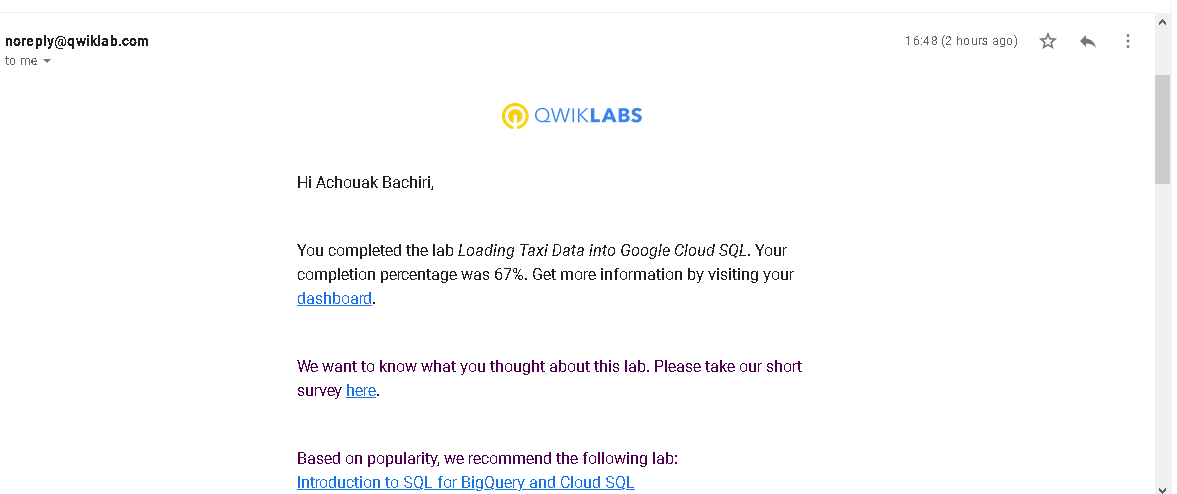 noreply@qwiklab.com
16:48 (2 hours ago)
to me
QWIKLABS
Hi Achouak Bachiri,
You completed the lab Loading Taxi Data into Google Cloud SQL. Your
completion percentage was 67%. Get more information by visiting your
dashboard.
We want to know what you thought about this lab. Please take our short
survey here.
Based on popularity, we recommend the following lab:
Introduction to SQL for BigQuery and Cloud SQL